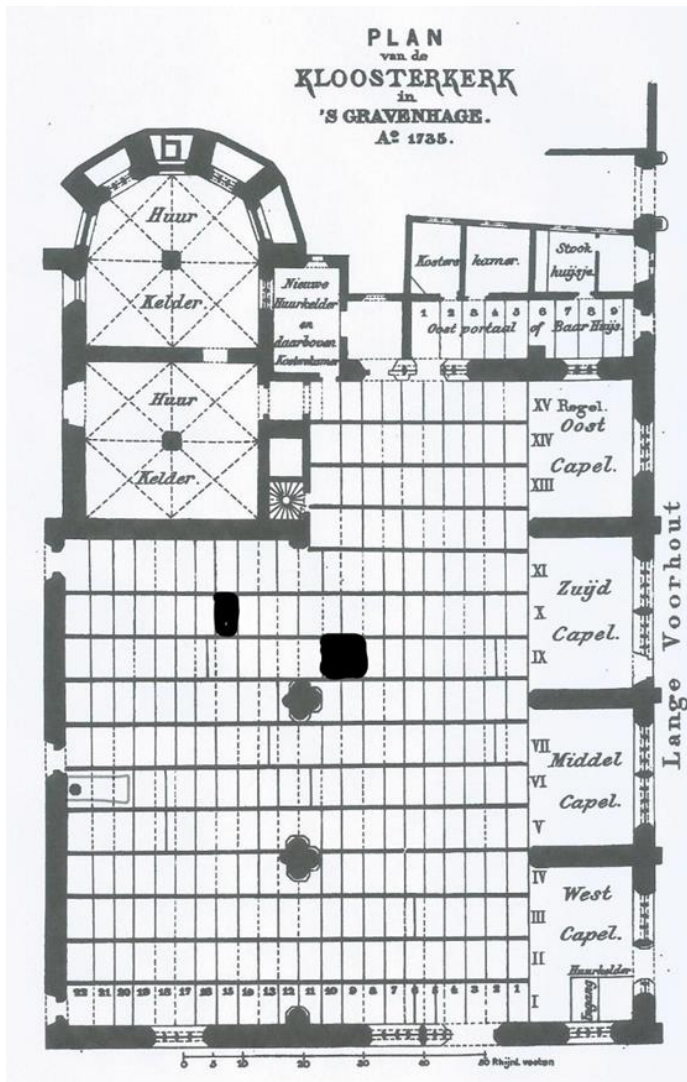 PLAN
van de
KLOOSTERKERK
in
'S GRAVENHAGE.
Aº 1735.
Huur
Kelder
Nieuwe
Huurkelder
en
daarboven
Kosterskamer
Kosters kamer.
Stook
huijsje.
1 2 3 4 5 6 7 8 9
Oost portaal of Baar Huijs.
Huur
Kelder.
XV Regel.
Oost
XIV
Capel.
XIII
XI
Zuijd
X
Capel.
IX
VII
Middel
VI
Capel.
V
IV
West
III
Capel.
II
Huurkelder
Ingang
I
22 21 20 19 18 17 16 15 14 13 12 11 10 9 8 7 6 5 4 3 2 1
Lange Voorhout
0 5 10 20 30 40 50 Rhijnl. voeten